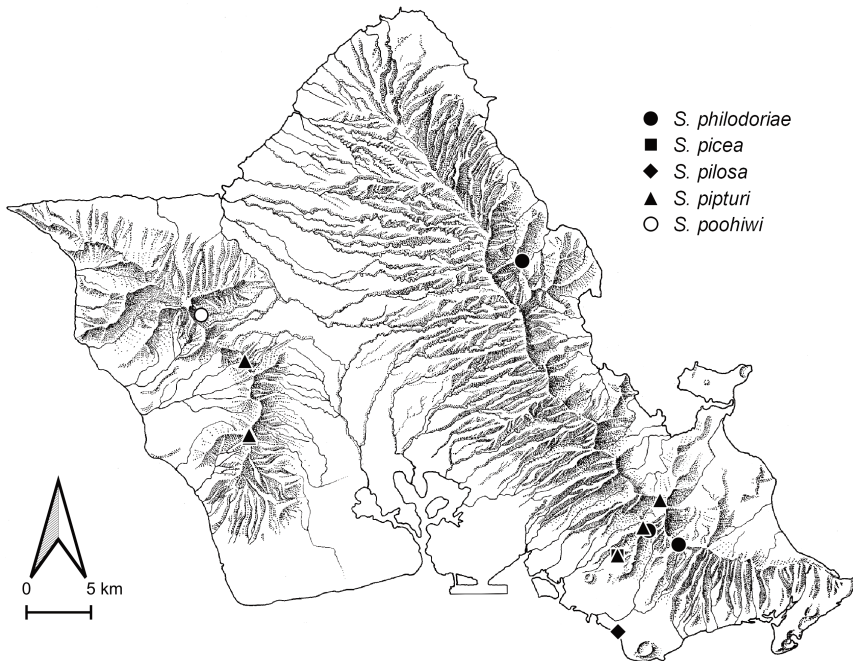 S. philodoriae
S. picea
S. pilosa
S. pipturi
S. poohiwi
0 5 km